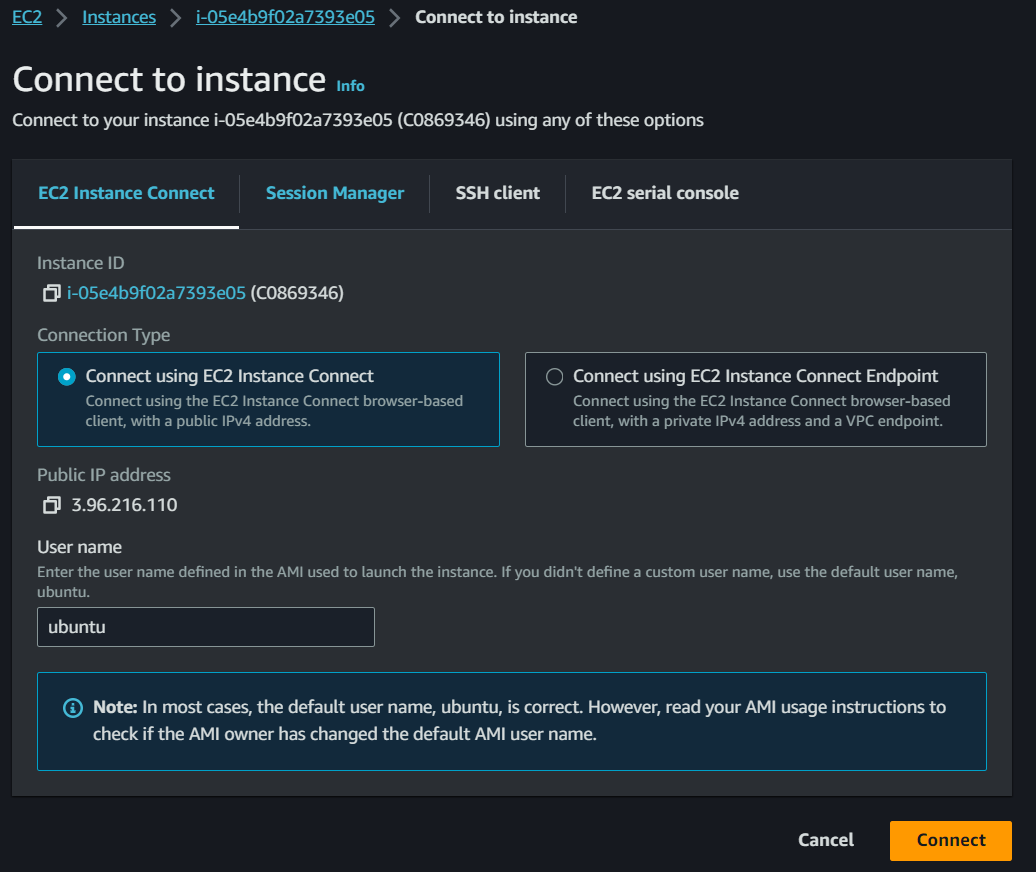 EC2 > Instances > i-05e4b9f02a7393e05 > Connect to instance
Connect to instance Info
Connect to your instance i-05e4b9f02a7393e05 (C0869346) using any of these options
EC2 Instance Connect
Session Manager
SSH client
EC2 serial console
Instance ID
i-05e4b9f02a7393e05 (C0869346)
Connection Type
Connect using EC2 Instance Connect
Connect using the EC2 Instance Connect browser-based
client, with a public IPv4 address.
Connect using EC2 Instance Connect Endpoint
Connect using the EC2 Instance Connect browser-based
client, with a private IPv4 address and a VPC endpoint.
Public IP address
3.96.216.110
User name
Enter the user name defined in the AMI used to launch the instance. If you didn't define a custom user name, use the default user name,
ubuntu.
ubuntu
Note: In most cases, the default user name, ubuntu, is correct. However, read your AMI usage instructions to
check if the AMI owner has changed the default AMI user name.
Cancel
Connect